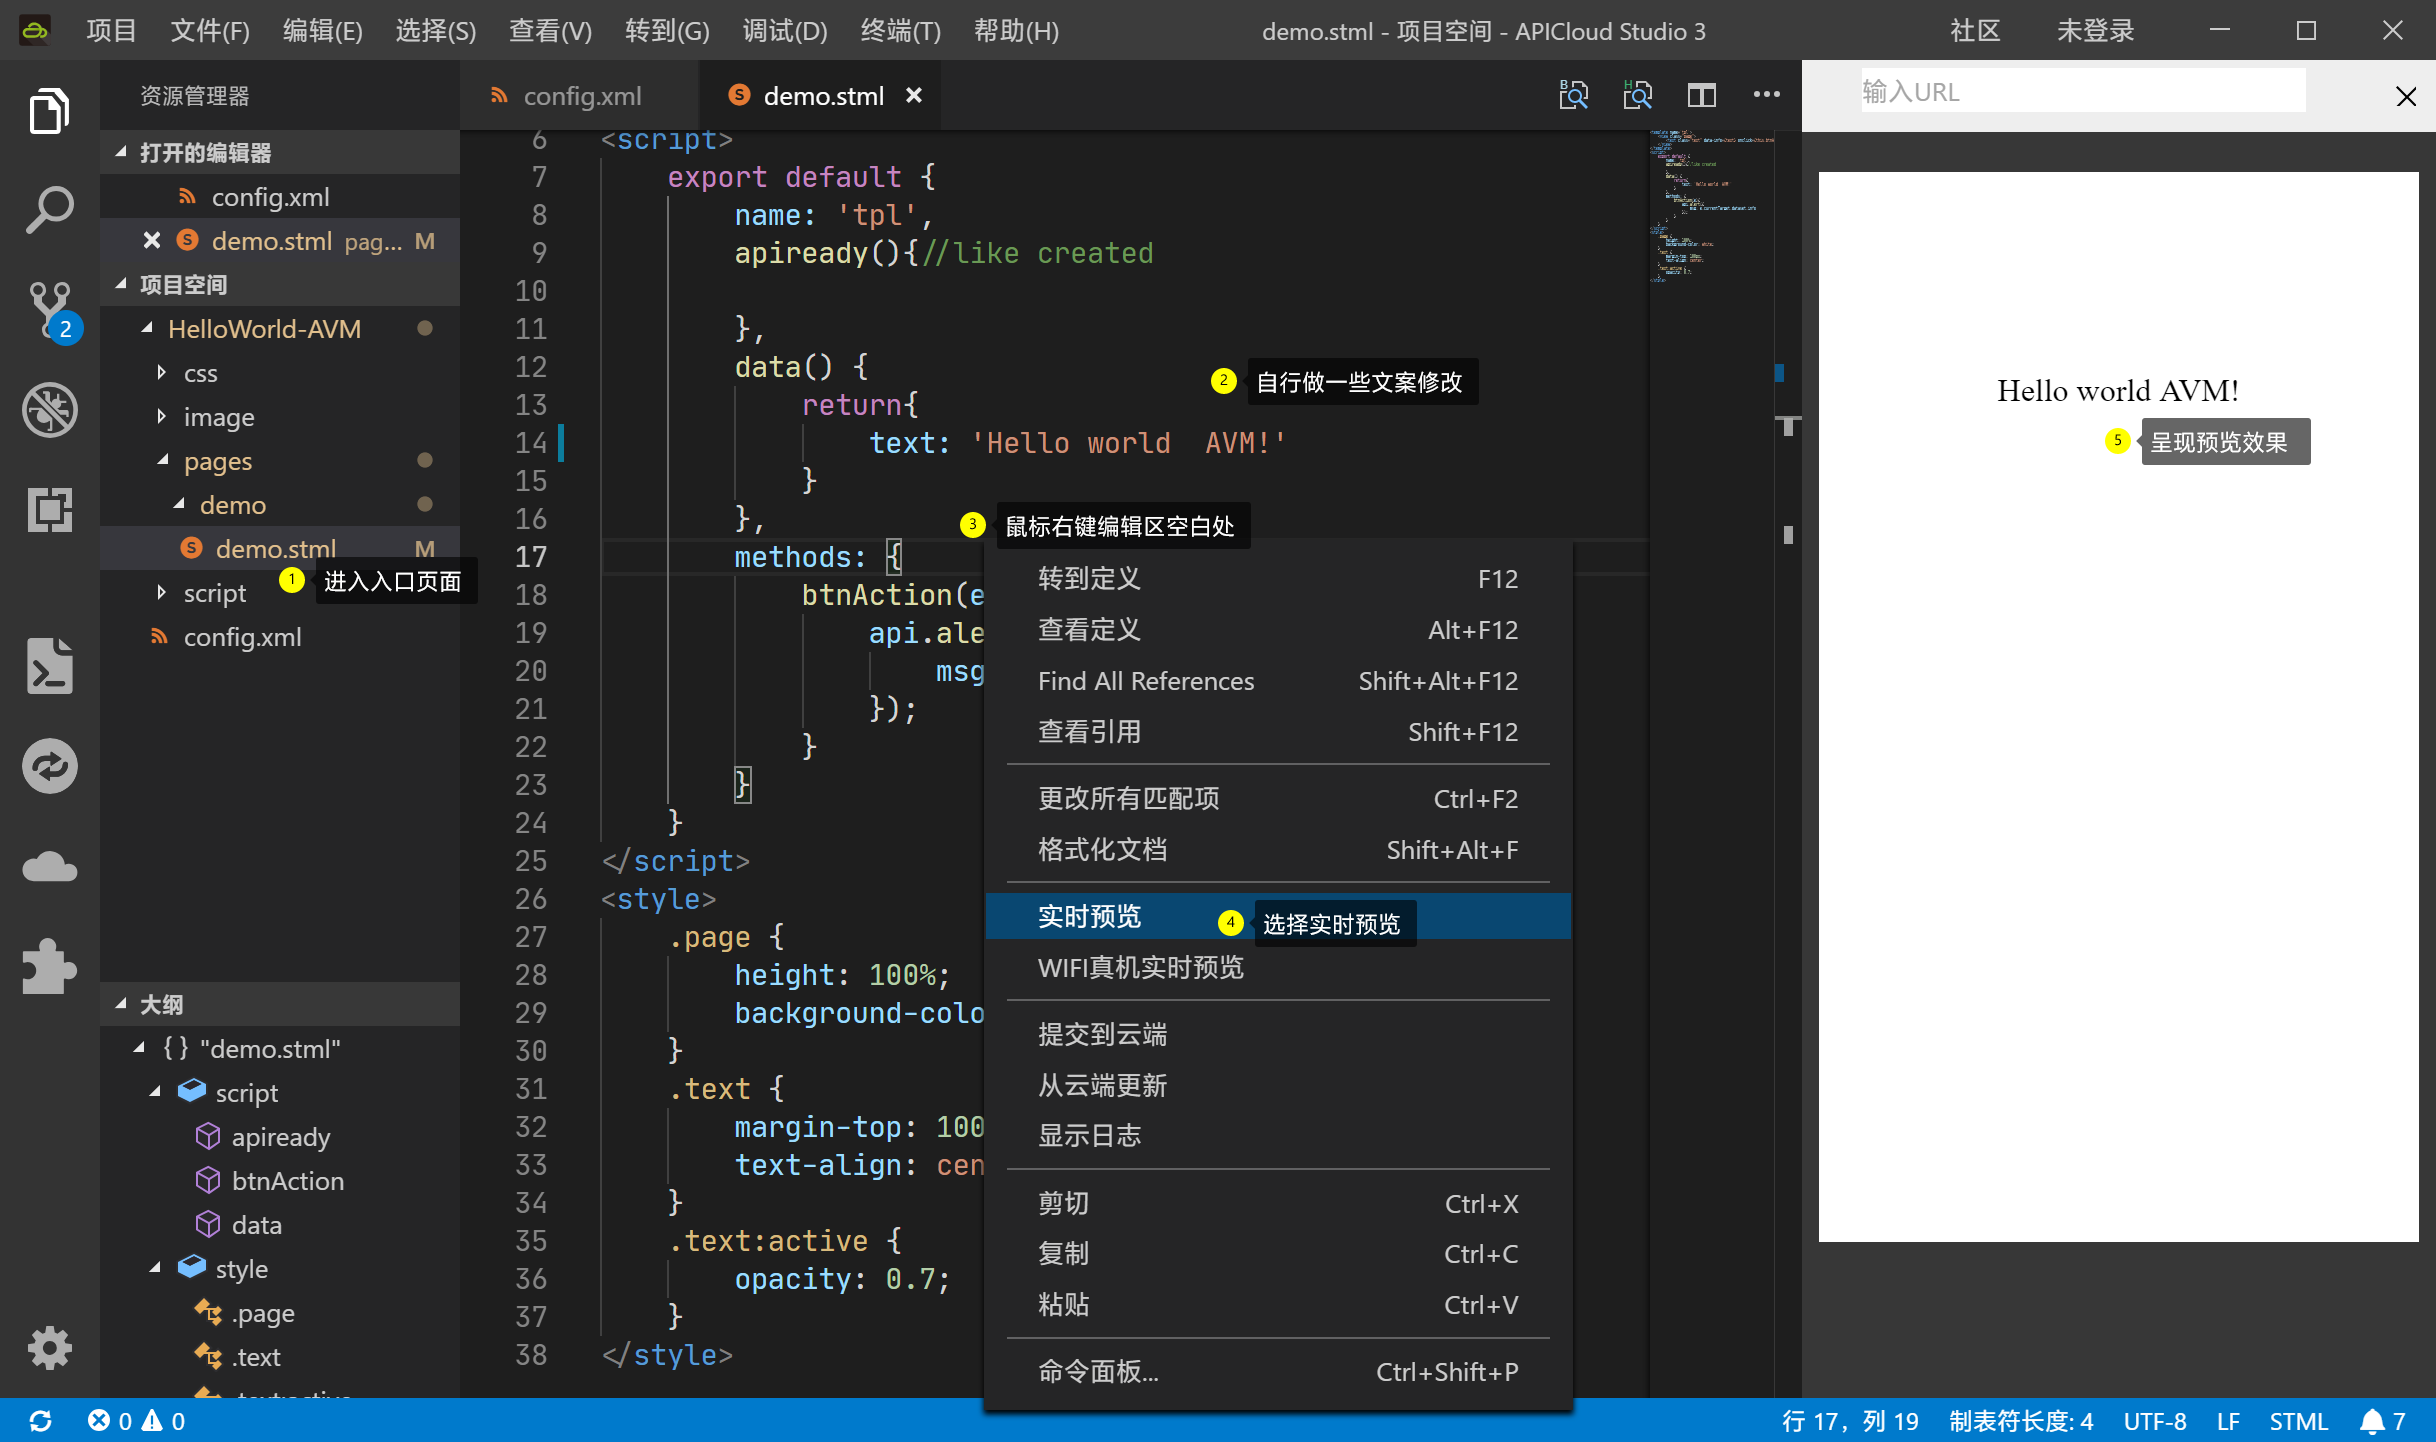 项目 文件(F) 编辑(E) 选择(S) 查看(V) 转到(G) 调试(D) 终端(T) 帮助(H) demo.stml - 项目空间 - APICloud Studio 3 社区 未登录
资源管理器
打开的编辑器
config.xml
demo.stml pag... M
项目空间
2
HelloWorld-AVM
css
image
pages
demo
demo.stml M
1 进入入口页面
script
config.xml
大纲
{} "demo.stml"
script
apiready
btnAction
data
style
.page
.text
config.xml demo.stml
6 <script>
7 export default {
8 name: 'tpl',
9 apiready(){//like created
10
11 },
12 data() {
13 return{
14 text: 'Hello world  AVM!'
15 }
16 },
17 methods: {
18 btnAction(e
19 api.ale
20 msg
21 });
22 }
23 }
24 }
25 </script>
26 <style>
27 .page {
28 height: 100%;
29 background-colo
30 }
31 .text {
32 margin-top: 100
33 text-align: cen
34 }
35 .text:active {
36 opacity: 0.7;
37 }
38 </style>
2 自行做一些文案修改
3 鼠标右键编辑区空白处
转到定义 F12
查看定义 Alt+F12
Find All References Shift+Alt+F12
查看引用 Shift+F12
更改所有匹配项 Ctrl+F2
格式化文档 Shift+Alt+F
实时预览
4 选择实时预览
WIFI真机实时预览
提交到云端
从云端更新
显示日志
剪切 Ctrl+X
复制 Ctrl+C
粘贴 Ctrl+V
命令面板... Ctrl+Shift+P
输入URL
Hello world AVM!
5 呈现预览效果
0 0 行 17，列 19 制表符长度: 4 UTF-8 LF STML 7